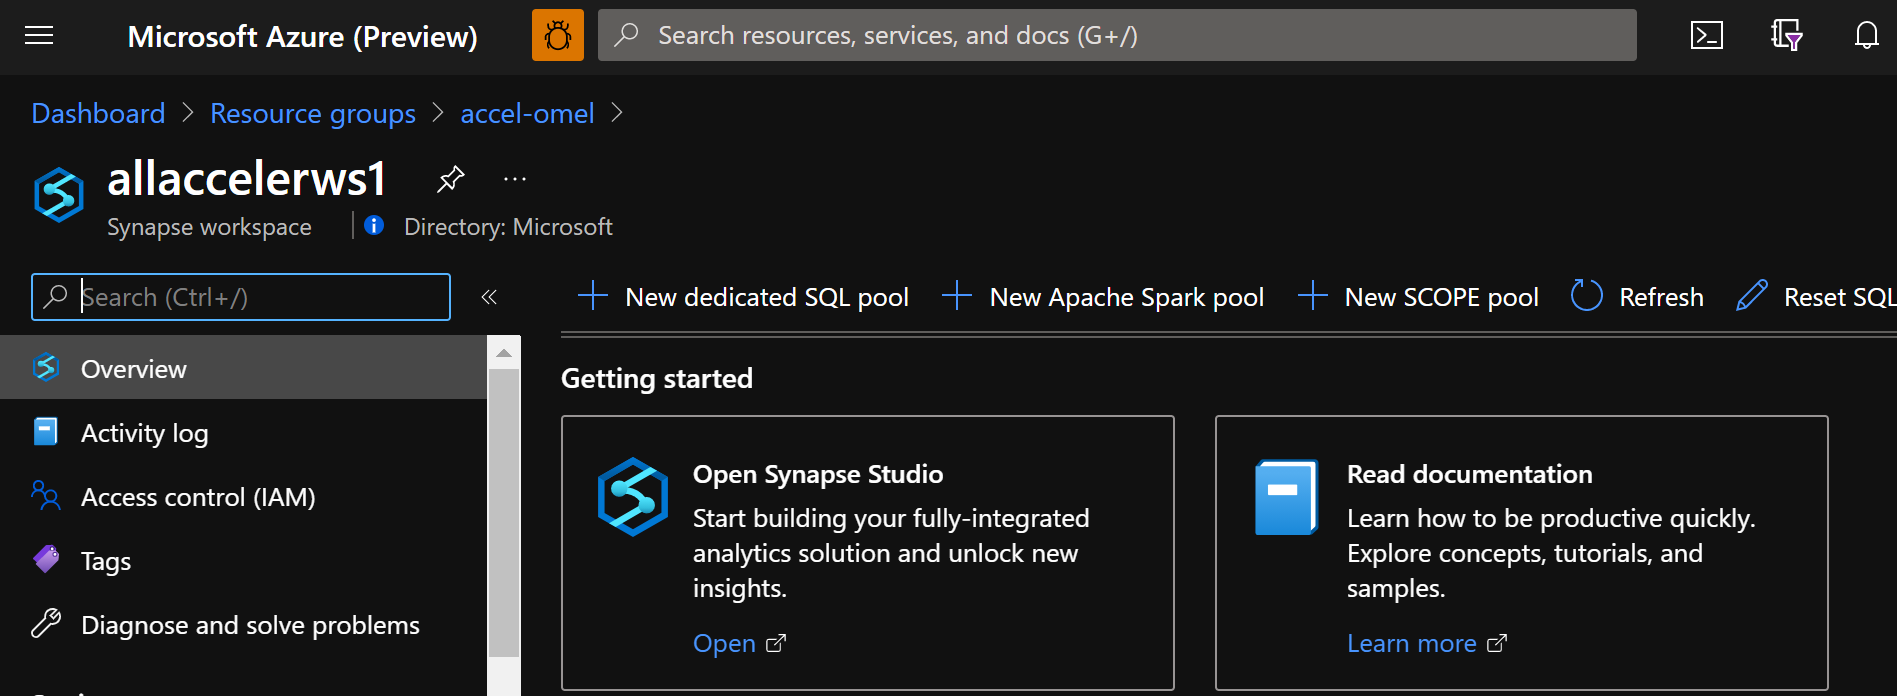 Microsoft Azure (Preview)
Search resources, services, and docs (G+/)
Dashboard > Resource groups > accel-omel >
allaccelerws1
Synapse workspace
Directory: Microsoft
Search (Ctrl+/)
«
New dedicated SQL pool
New Apache Spark pool
New SCOPE pool
Refresh
Reset SQL
Overview
Activity log
Access control (IAM)
Tags
Diagnose and solve problems
Getting started
Open Synapse Studio
Start building your fully-integrated
analytics solution and unlock new
insights.
Open
Read documentation
Learn how to be productive quickly.
Explore concepts, tutorials, and
samples.
Learn more